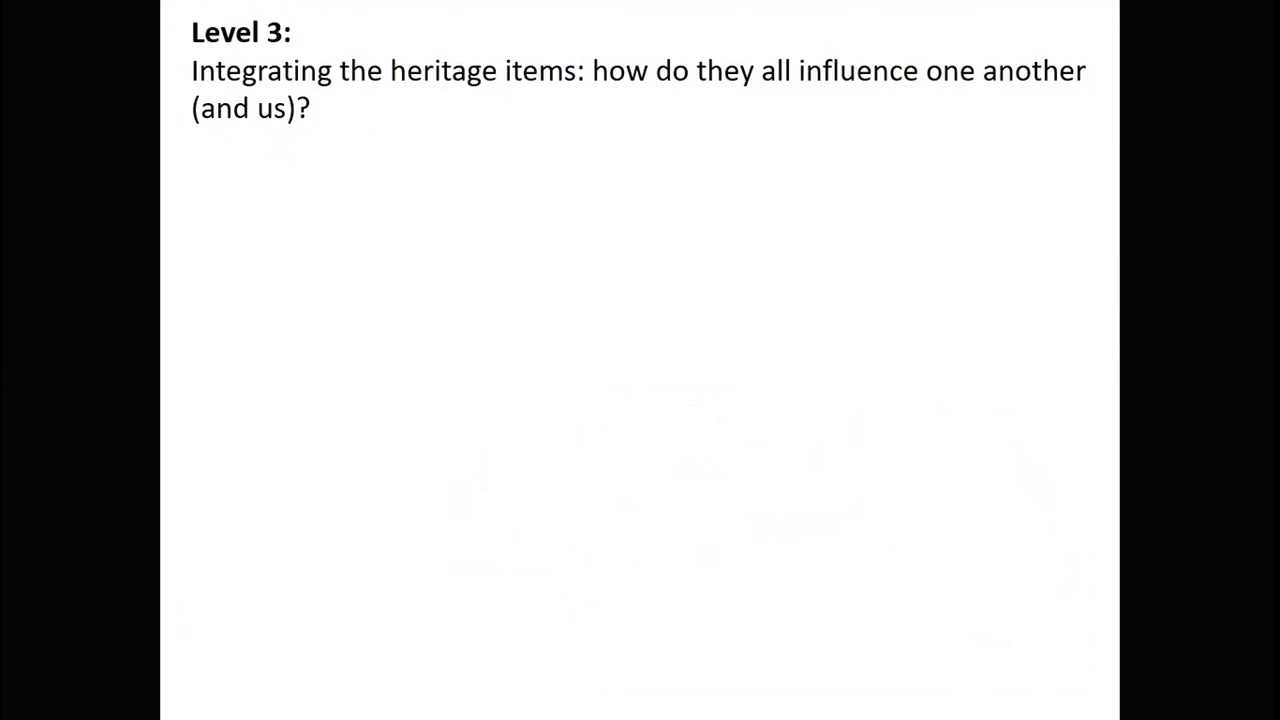 Level 3:
Integrating the heritage items: how do they all influence one another
(and us)?